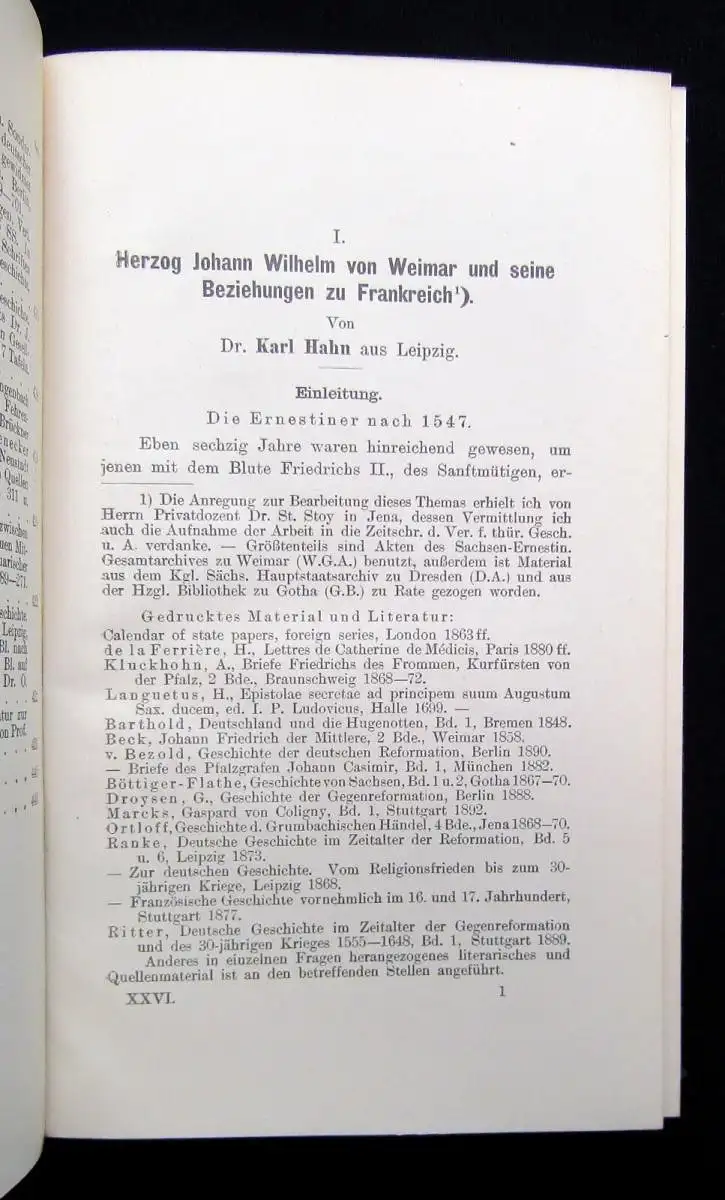 I.
Herzog Johann Wilhelm von Weimar und seine
Beziehungen zu Frankreich¹).
Von
Dr. Karl Hahn aus Leipzig.
Einleitung.
Die Ernestiner nach 1547.
Eben sechzig Jahre waren hinreichend gewesen, um
jenen mit dem Blute Friedrichs II., des Sanftmütigen, er-
1) Die Anregung zur Bearbeitung dieses Themas erhielt ich von
Herrn Privatdozent Dr. St. Stoy in Jena, dessen Vermittlung ich
auch die Aufnahme der Arbeit in die Zeitschr. d. Ver. f. thür. Gesch.
u. A. verdanke. — Größtenteils sind Akten des Sachsen-Ernestin.
Gesamtarchives zu Weimar (W.G.A.) benutzt, außerdem ist Material
aus dem Kgl. Sächs. Hauptstaatsarchiv zu Dresden (D.A.) und aus
der Hzgl. Bibliothek zu Gotha (G.B.) zu Rate gezogen worden.
Gedrucktes Material und Literatur:
Calendar of state papers, foreign series, London 1863 ff.
de la Ferrière, H., Lettres de Catherine de Médicis, Paris 1880 ff.
Kluckhohn, A., Briefe Friedrichs des Frommen, Kurfürsten von
der Pfalz, 2 Bde., Braunschweig 1868—72.
Languetus, H., Epistolae secretae ad principem suum Augustum
Sax. ducem, ed. I. P. Ludovicus, Halle 1699. —
Barthold, Deutschland und die Hugenotten, Bd. 1, Bremen 1848.
Beck, Johann Friedrich der Mittlere, 2 Bde., Weimar 1858.
v. Bezold, Geschichte der deutschen Reformation, Berlin 1890.
— Briefe des Pfalzgrafen Johann Casimir, Bd. 1, München 1882.
Böttiger-Flathe, Geschichte von Sachsen, Bd. 1 u. 2, Gotha 1867—70.
Droysen, G., Geschichte der Gegenreformation, Berlin 1888.
Marcks, Gaspard von Coligny, Bd. 1, Stuttgart 1892.
Ortloff, Geschichte d. Grumbachischen Händel, 4 Bde., Jena 1868—70.
Ranke, Deutsche Geschichte im Zeitalter der Reformation, Bd. 5
u. 6, Leipzig 1873.
— Zur deutschen Geschichte. Vom Religionsfrieden bis zum 30-
jährigen Kriege, Leipzig 1868.
— Französische Geschichte vornehmlich im 16. und 17. Jahrhundert,
Stuttgart 1877.
Ritter, Deutsche Geschichte im Zeitalter der Gegenreformation
und des 30-jährigen Krieges 1555—1648, Bd. 1, Stuttgart 1889.
Anderes in einzelnen Fragen herangezogenes literarisches und
Quellenmaterial ist an den betreffenden Stellen angeführt.
XXVI. 1